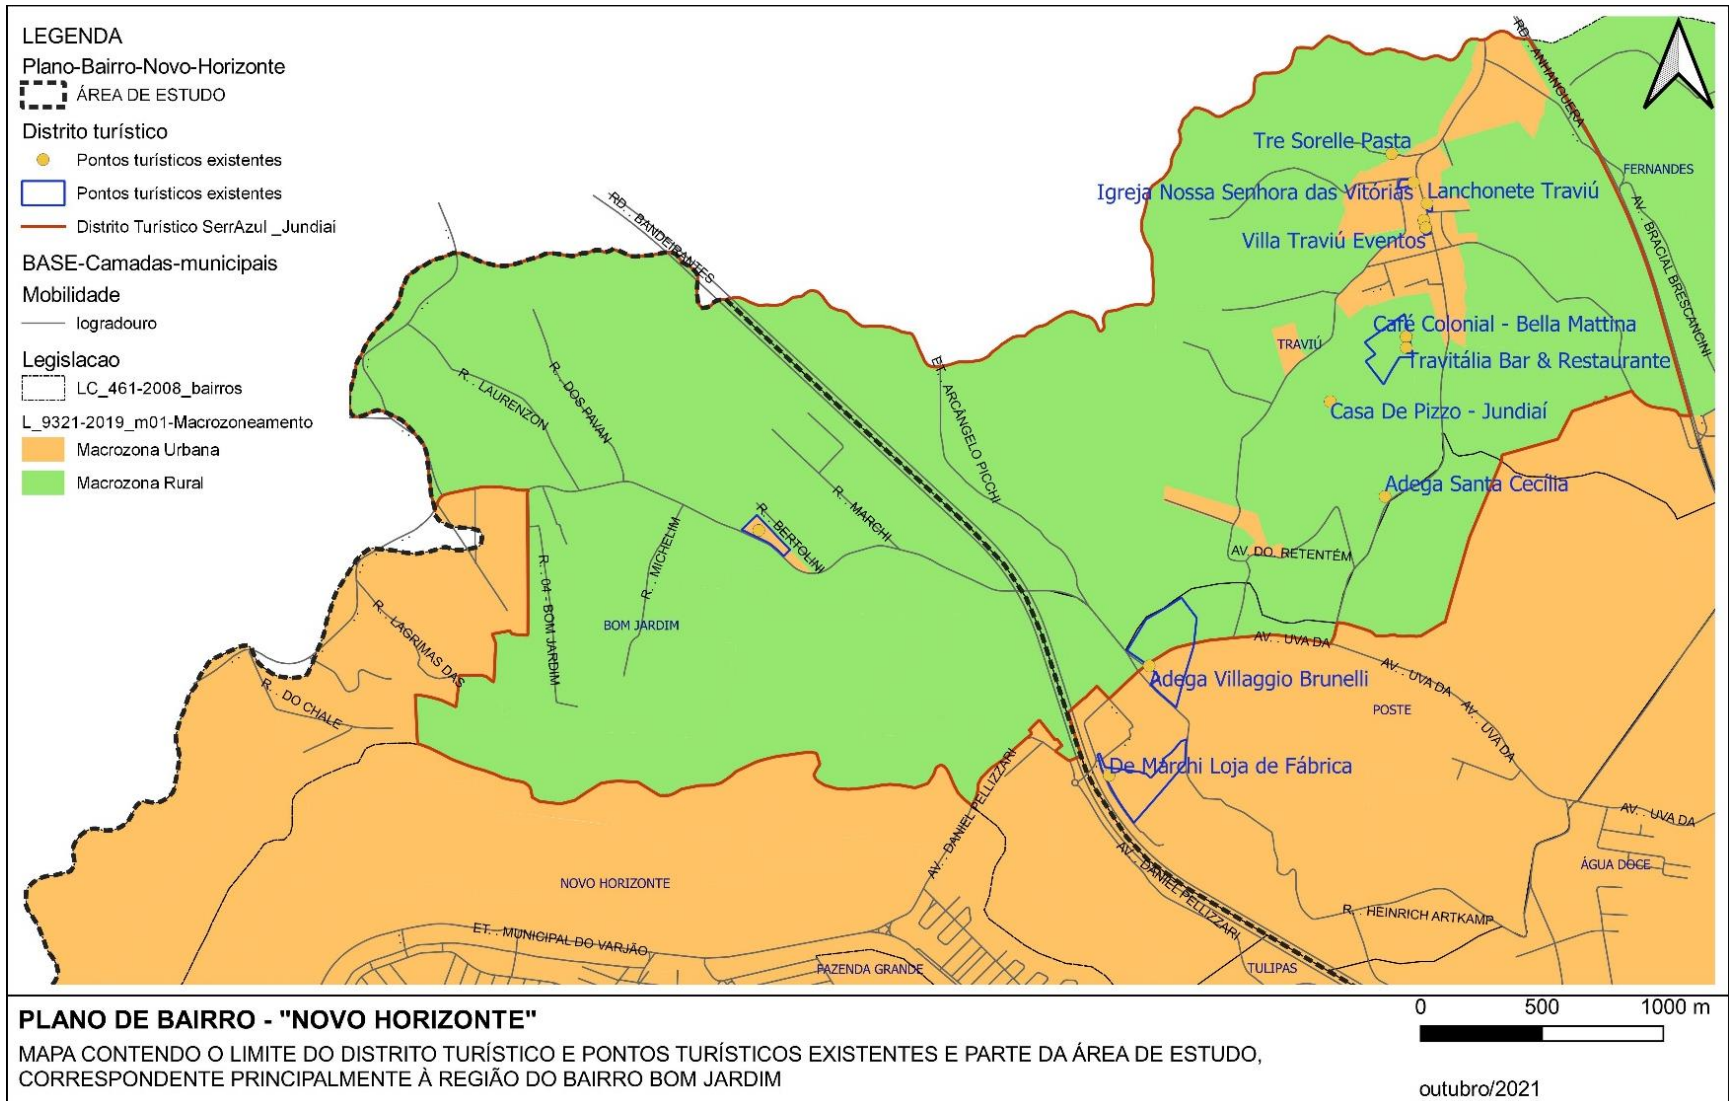 LEGENDA
Plano-Bairro-Novo-Horizonte
ÁREA DE ESTUDO
Distrito turístico
Pontos turísticos existentes
Pontos turísticos existentes
Distrito Turístico SerrAzul _Jundiaí
BASE-Camadas-municipais
Mobilidade
logradouro
Legislacao
LC_461-2008_bairros
L_9321-2019_m01-Macrozoneamento
Macrozona Urbana
Macrozona Rural
RD. . ANHANGUERA
Tre Sorelle Pasta
FERNANDES
Igreja Nossa Senhora das Vitórias
Lanchonete Traviú
RD. . BANDEIRANTES
Villa Traviú Eventos
AV. . BRACIAL BRESCANCINI
Café Colonial - Bella Mattina
TRAVIÚ
Travitália Bar & Restaurante
R. . LAURENZON
R. . DOS PAVAN
ET. . ARCÂNGELO PICCHI
Casa De Pizzo - Jundiaí
Adega Santa Cecília
R. . MARCHI
R. . BERTOLINI
AV. DO. . RETENTÉM
R. . MICHELIM
R. . 04 - BOM JARDIM
R. . LAGRIMAS DAS
BOM JARDIM
AV. . UVA DA
AV. . UVA DA
AV. . UVA DA
Adega Villaggio Brunelli
R. . DO CHALE
POSTE
De Marchi Loja de Fábrica
AV. . DANIEL PELLIZZARI
AV. . UVA DA
AV. . DANIEL PELLIZZARI
ÁGUA DOCE
NOVO HORIZONTE
R. . HEINRICH ARTKAMP
ET. . MUNICIPAL DO VARJÃO
FAZENDA GRANDE
TULIPAS
PLANO DE BAIRRO - "NOVO HORIZONTE"
MAPA CONTENDO O LIMITE DO DISTRITO TURÍSTICO E PONTOS TURÍSTICOS EXISTENTES E PARTE DA ÁREA DE ESTUDO,
CORRESPONDENTE PRINCIPALMENTE À REGIÃO DO BAIRRO BOM JARDIM
0 500 1000 m
outubro/2021